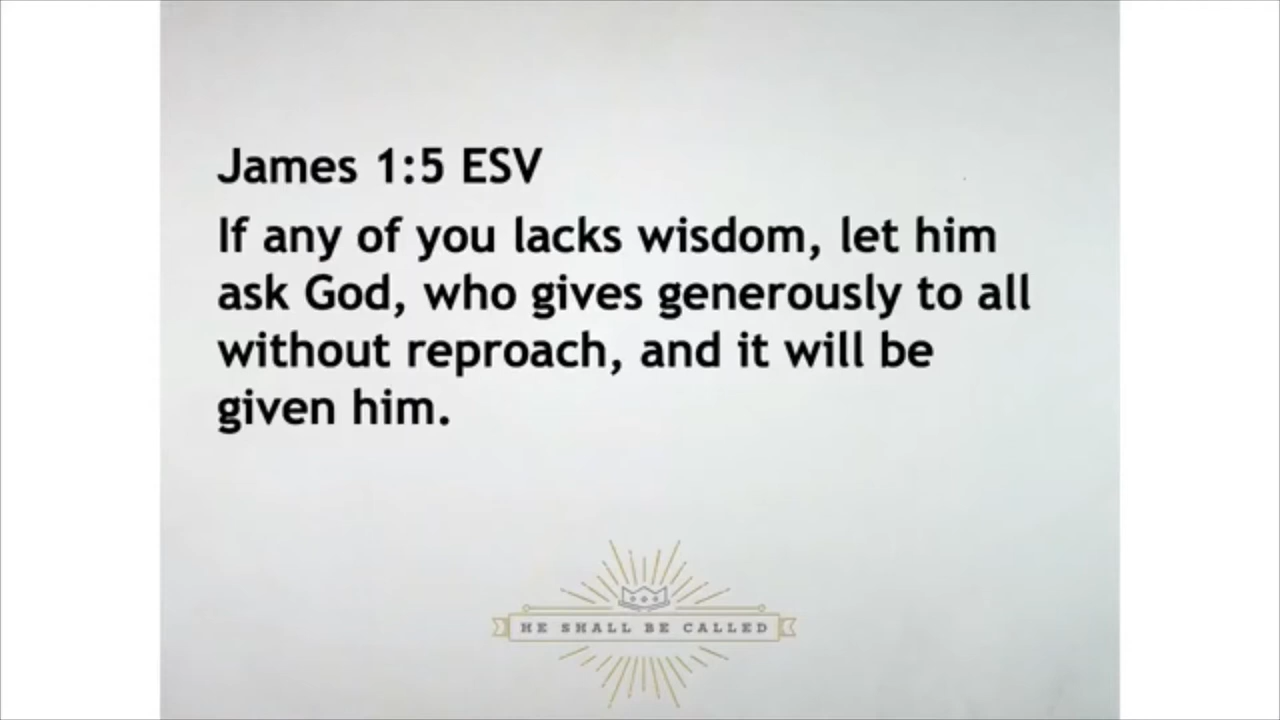 James 1:5 ESV
If any of you lacks wisdom, let him
ask God, who gives generously to all
without reproach, and it will be
given him.
HE SHALL BE CALLED